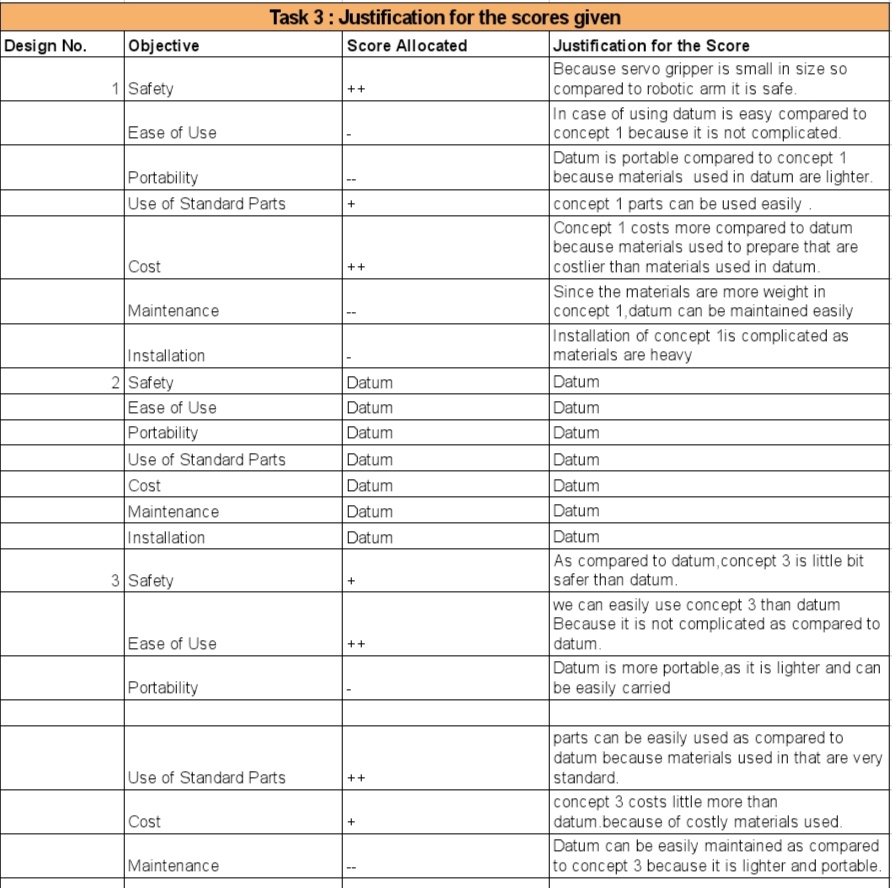 Task 3 : Justification for the scores given
Design No. Objective Score Allocated Justification for the Score
1 Safety ++ Because servo gripper is small in size so
compared to robotic arm it is safe.
Ease of Use - In case of using datum is easy compared to
concept 1 because it is not complicated.
Portability -- Datum is portable compared to concept 1
because materials used in datum are lighter.
Use of Standard Parts + concept 1 parts can be used easily .
Cost ++ Concept 1 costs more compared to datum
because materials used to prepare that are
costlier than materials used in datum.
Maintenance -- Since the materials are more weight in
concept 1,datum can be maintained easily
Installation - Installation of concept 1is complicated as
materials are heavy
2 Safety Datum Datum
Ease of Use Datum Datum
Portability Datum Datum
Use of Standard Parts Datum Datum
Cost Datum Datum
Maintenance Datum Datum
Installation Datum Datum
3 Safety + As compared to datum,concept 3 is little bit
safer than datum.
Ease of Use ++ we can easily use concept 3 than datum
Because it is not complicated as compared to
datum.
Portability - Datum is more portable,as it is lighter and can
be easily carried
Use of Standard Parts ++ parts can be easily used as compared to
datum because materials used in that are very
standard.
Cost + concept 3 costs little more than
datum.because of costly materials used.
Maintenance -- Datum can be easily maintained as compared
to concept 3 because it is lighter and portable.